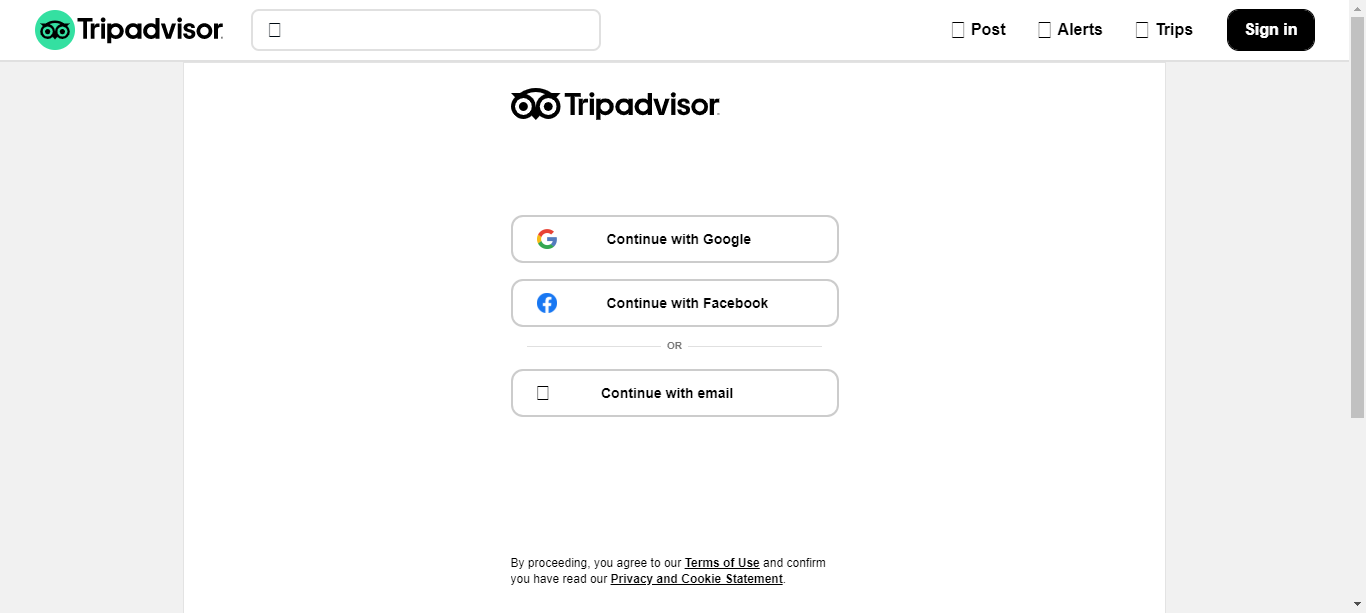 Tripadvisor
Post
Alerts
Trips
Sign in
Tripadvisor
Continue with Google
Continue with Facebook
OR
Continue with email
By proceeding, you agree to our Terms of Use and confirm
you have read our Privacy and Cookie Statement.